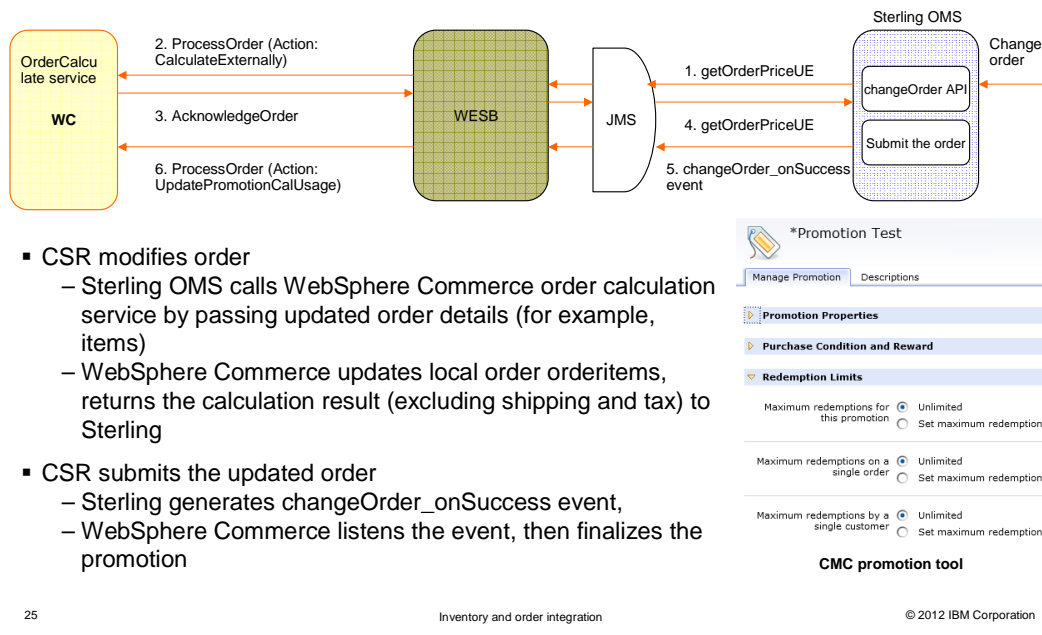 Sterling OMS
OrderCalcu
late service
WC
2. ProcessOrder (Action:
CalculateExternally)
3. AcknowledgeOrder
6. ProcessOrder (Action:
UpdatePromotionCalUsage)
WESB
JMS
1. getOrderPriceUE
4. getOrderPriceUE
5. changeOrder_onSuccess
event
changeOrder API
Submit the order
Change
order
▪ CSR modifies order
– Sterling OMS calls WebSphere Commerce order calculation
service by passing updated order details (for example,
items)
– WebSphere Commerce updates local order orderitems,
returns the calculation result (excluding shipping and tax) to
Sterling
▪ CSR submits the updated order
– Sterling generates changeOrder_onSuccess event,
– WebSphere Commerce listens the event, then finalizes the
promotion
*Promotion Test
Manage Promotion Descriptions
Promotion Properties
Purchase Condition and Reward
Redemption Limits
Maximum redemptions for
this promotion
Unlimited
Set maximum redemption
Maximum redemptions on a
single order
Unlimited
Set maximum redemption
Maximum redemptions by a
single customer
Unlimited
Set maximum redemption
CMC promotion tool
25
Inventory and order integration
© 2012 IBM Corporation